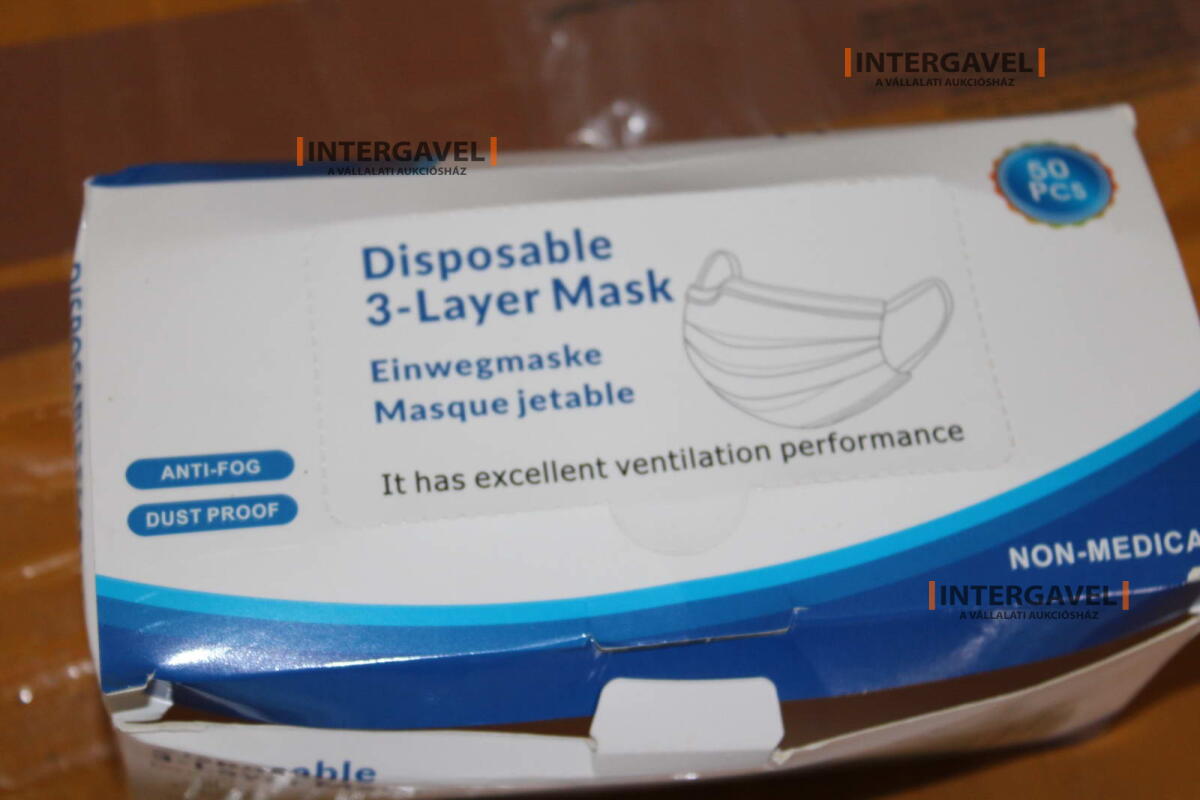 INTERGAVEL
A VÁLLALATI AUKCIÓSHÁZ
INTERGAVEL
A VÁLLALATI AUKCIÓSHÁZ
50
PCS
Disposable
3-Layer Mask
Einwegmaske
Masque jetable
It has excellent ventilation performance
ANTI-FOG
DUST PROOF
NON-MEDICA
INTERGAVEL
A VÁLLALATI AUKCIÓSHÁZ